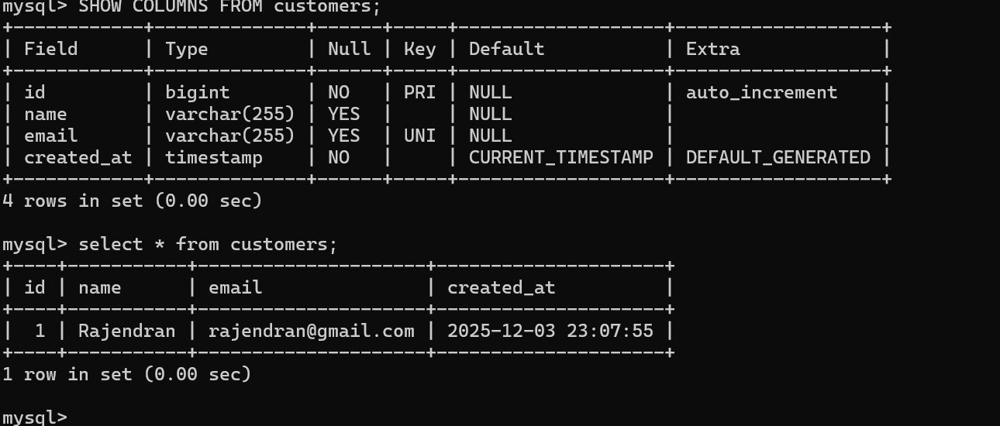 mysql> SHOW COLUMNS FROM customers;
+------------+--------------+------+-----+-------------------+-------------------+
| Field      | Type         | Null | Key | Default           | Extra             |
+------------+--------------+------+-----+-------------------+-------------------+
| id         | bigint       | NO   | PRI | NULL              | auto_increment    |
| name       | varchar(255) | YES  |     | NULL              |                   |
| email      | varchar(255) | YES  | UNI | NULL              |                   |
| created_at | timestamp    | NO   |     | CURRENT_TIMESTAMP | DEFAULT_GENERATED |
+------------+--------------+------+-----+-------------------+-------------------+
4 rows in set (0.00 sec)

mysql> select * from customers;
+----+-----------+---------------------+---------------------+
| id | name      | email               | created_at          |
+----+-----------+---------------------+---------------------+
|  1 | Rajendran | rajendran@gmail.com | 2025-12-03 23:07:55 |
+----+-----------+---------------------+---------------------+
1 row in set (0.00 sec)

mysql>